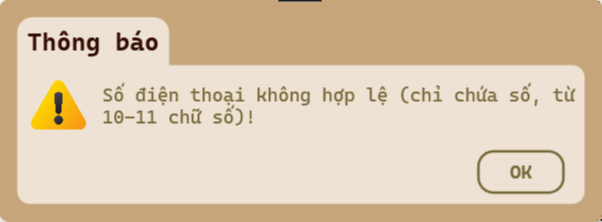 Thông báo
Số điện thoại không hợp lệ (chỉ chứa số, từ
10-11 chữ số)!
OK